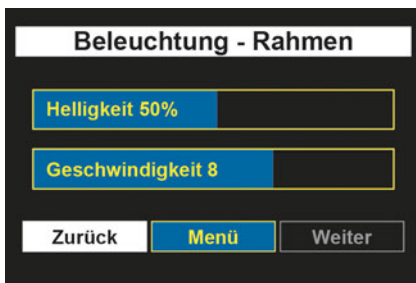 Beleuchtung - Rahmen
Helligkeit 50%
Geschwindigkeit 8
Zurück Menü Weiter